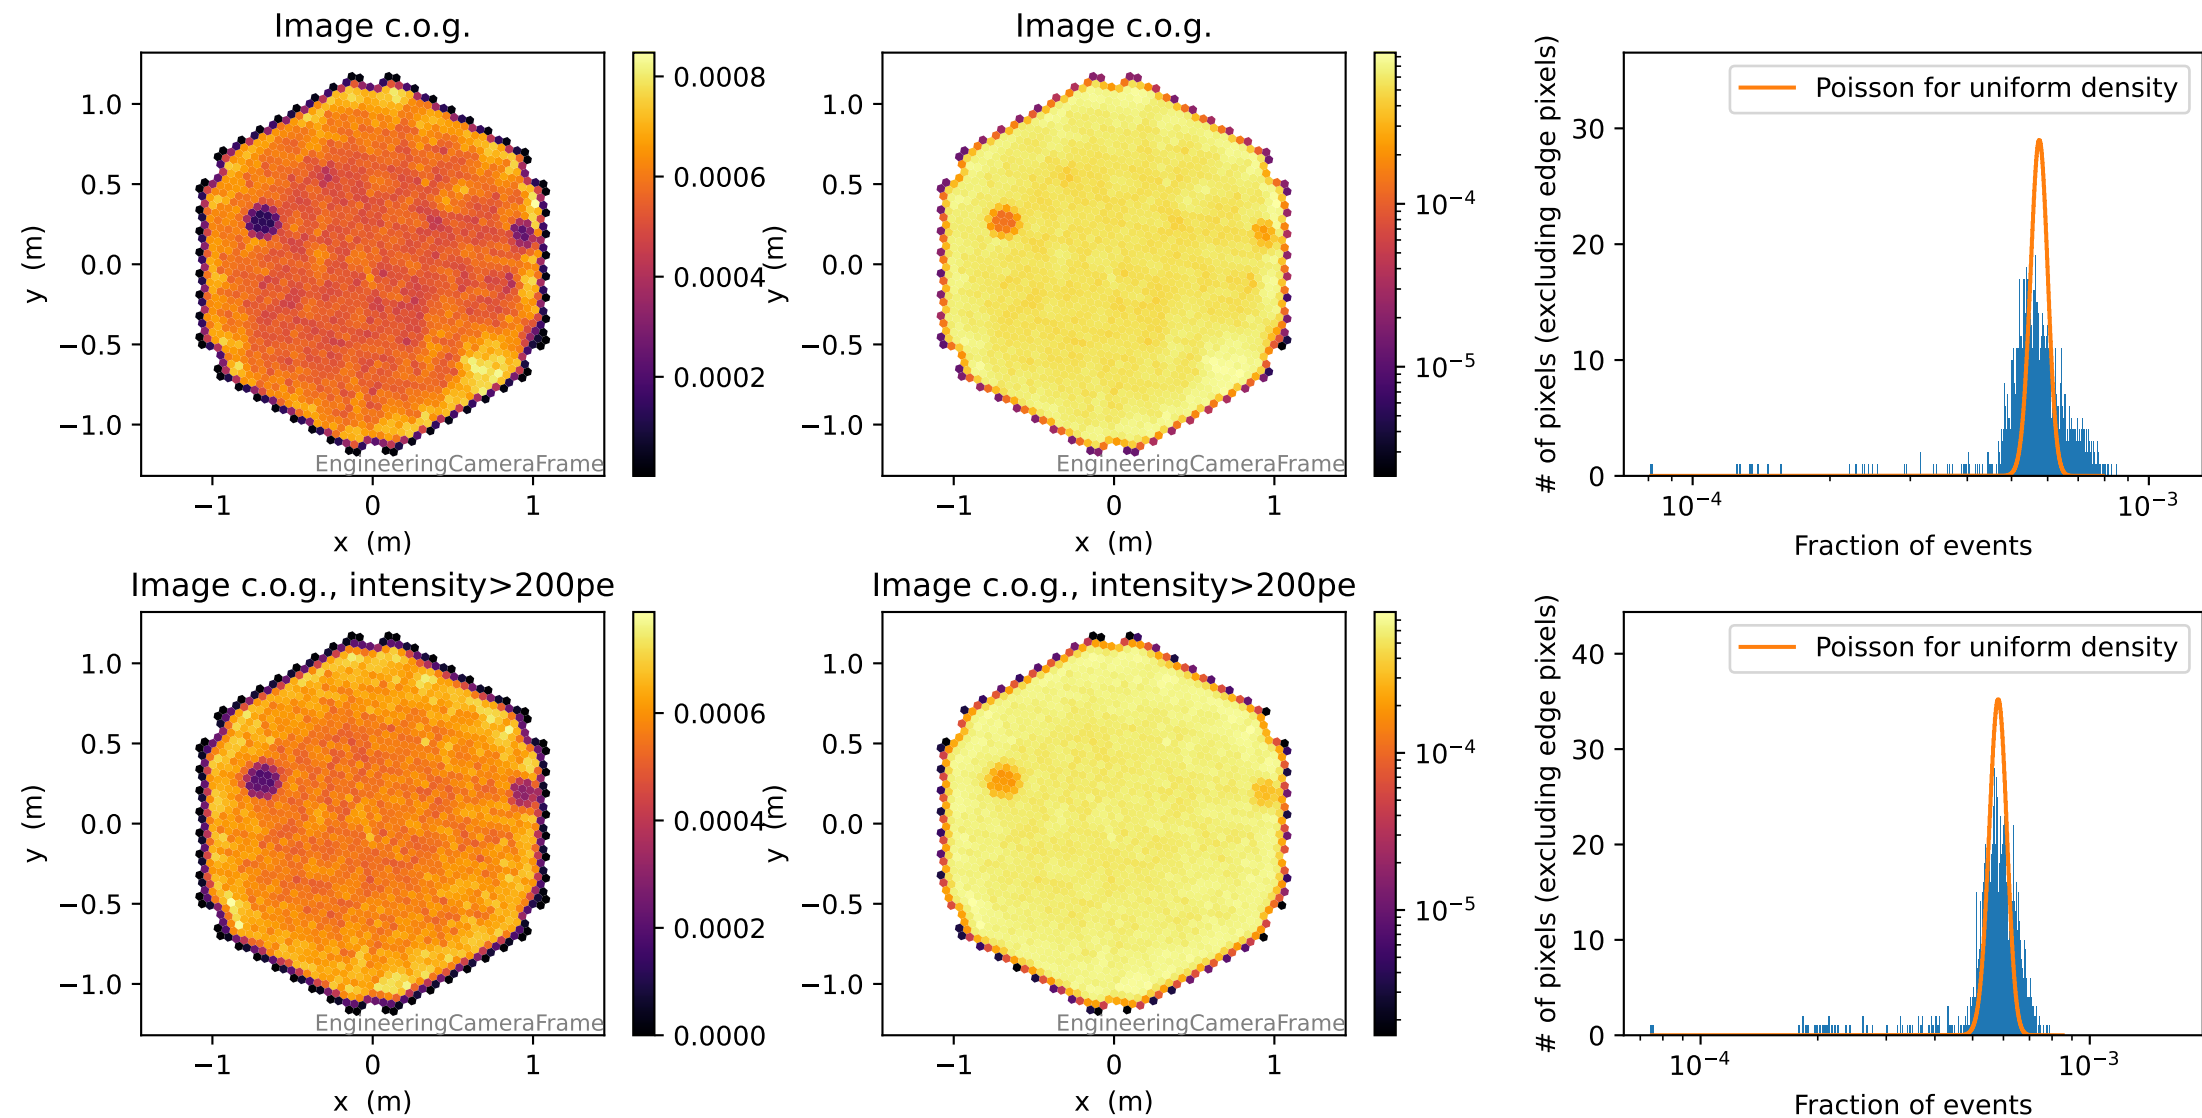 Image c.o.g.
1.0
0.5
0.0
−0.5
−1.0
y (m)
−1
0
1
x (m)
EngineeringCameraFrame
0.0008
0.0006
0.0004
0.0002
Image c.o.g.
1.0
0.5
0.0
−0.5
−1.0
y (m)
−1
0
1
x (m)
EngineeringCameraFrame
10⁻⁴
10⁻⁵
# of pixels (excluding edge pixels)
30
20
10
0
Poisson for uniform density
10⁻⁴
10⁻³
Fraction of events
Image c.o.g., intensity>200pe
1.0
0.5
0.0
−0.5
−1.0
y (m)
−1
0
1
x (m)
EngineeringCameraFrame
0.0006
0.0004
0.0002
0.0000
Image c.o.g., intensity>200pe
1.0
0.5
0.0
−0.5
−1.0
y (m)
−1
0
1
x (m)
EngineeringCameraFrame
10⁻⁴
10⁻⁵
# of pixels (excluding edge pixels)
40
30
20
10
0
Poisson for uniform density
10⁻⁴
10⁻³
Fraction of events